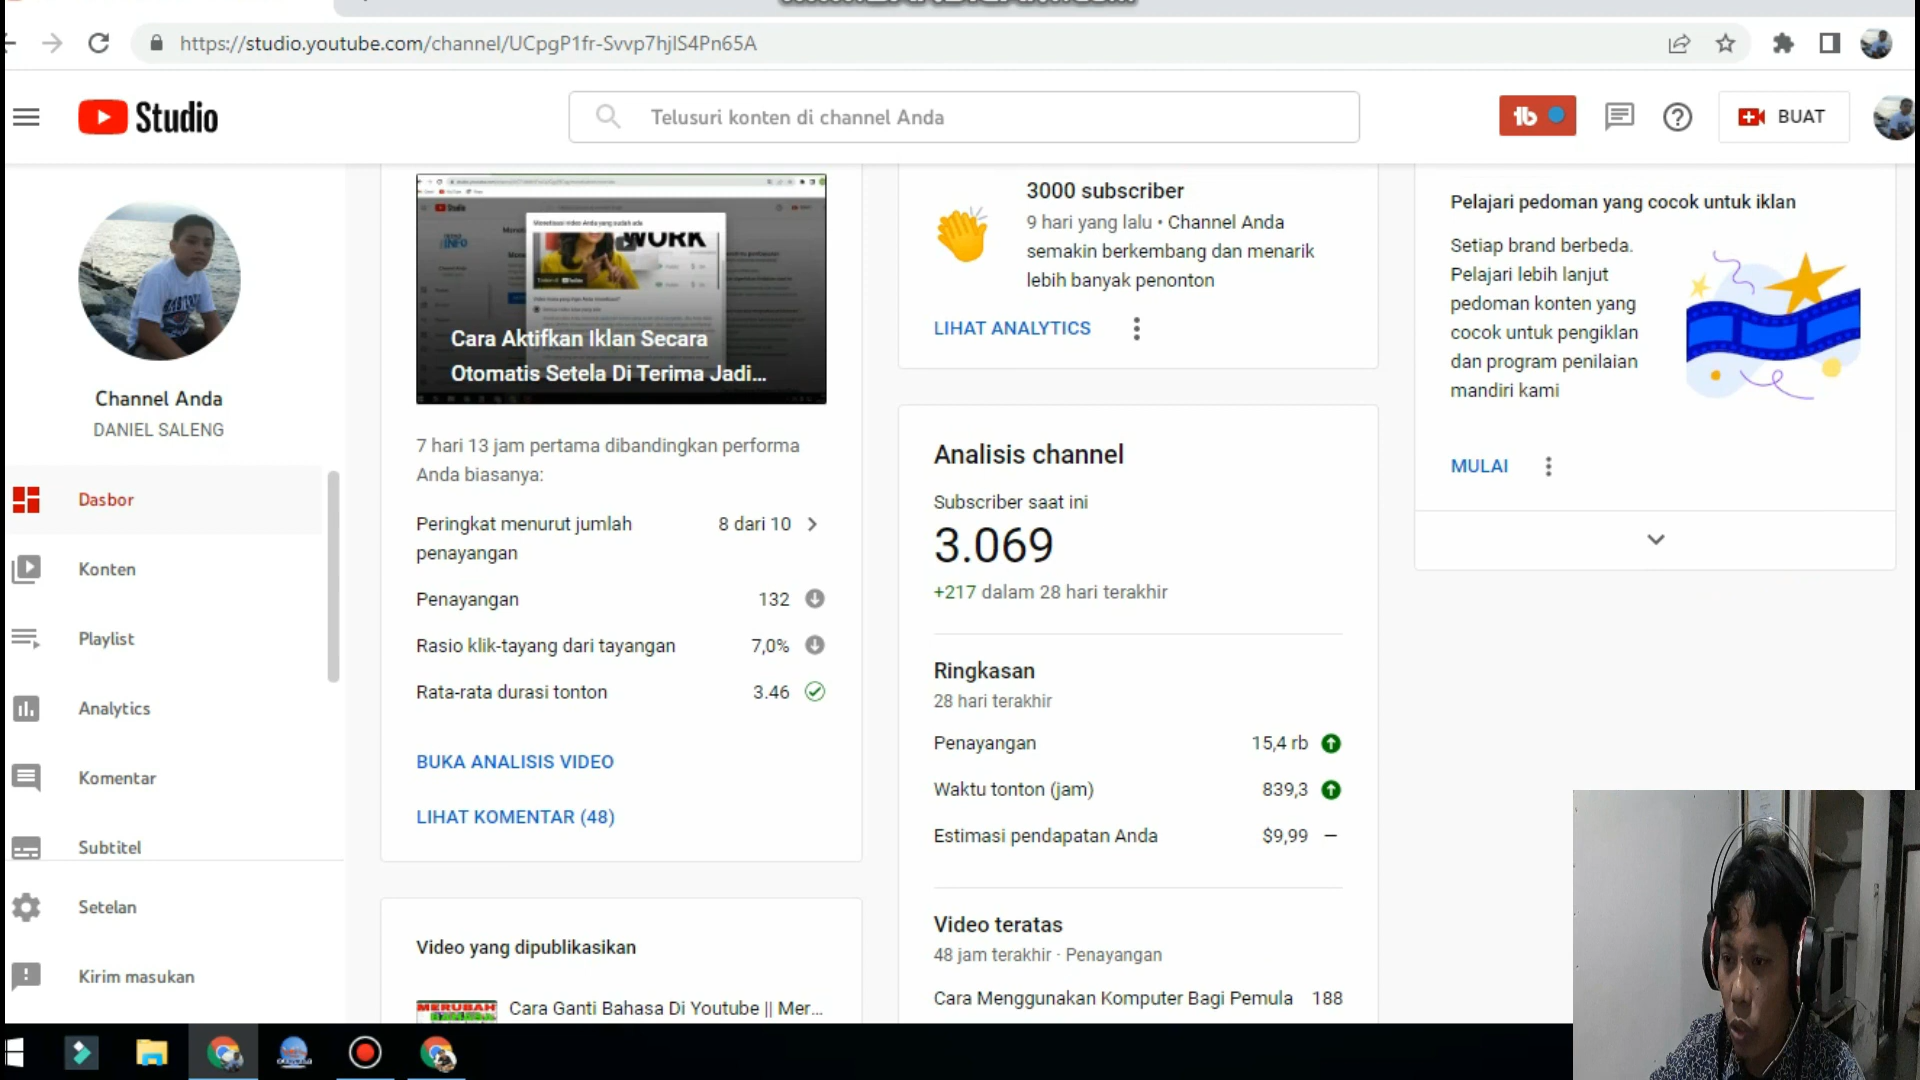 https://studio.youtube.com/channel/UCpgP1fr-Svvp7hjlS4Pn65A
Studio
Telusuri konten di channel Anda
BUAT
Channel Anda
DANIEL SALENG
Dasbor
Konten
Playlist
Analytics
Komentar
Subtitel
Setelan
Kirim masukan
Monetisasi video Anda yang sudah ada
WORK
Cara Aktifkan Iklan Secara
Otomatis Setela Di Terima Jadi...
7 hari 13 jam pertama dibandingkan performa
Anda biasanya:
Peringkat menurut jumlah penayangan 8 dari 10
Penayangan 132
Rasio klik-tayang dari tayangan 7,0%
Rata-rata durasi tonton 3.46
BUKA ANALISIS VIDEO
LIHAT KOMENTAR (48)
Video yang dipublikasikan
MERUBAH
Cara Ganti Bahasa Di Youtube || Mer...
3000 subscriber
9 hari yang lalu • Channel Anda
semakin berkembang dan menarik
lebih banyak penonton
LIHAT ANALYTICS
Analisis channel
Subscriber saat ini
3.069
+217 dalam 28 hari terakhir
Ringkasan
28 hari terakhir
Penayangan 15,4 rb
Waktu tonton (jam) 839,3
Estimasi pendapatan Anda $9,99 —
Video teratas
48 jam terakhir · Penayangan
Cara Menggunakan Komputer Bagi Pemula 188
Pelajari pedoman yang cocok untuk iklan
Setiap brand berbeda.
Pelajari lebih lanjut
pedoman konten yang
cocok untuk pengiklan
dan program penilaian
mandiri kami
MULAI